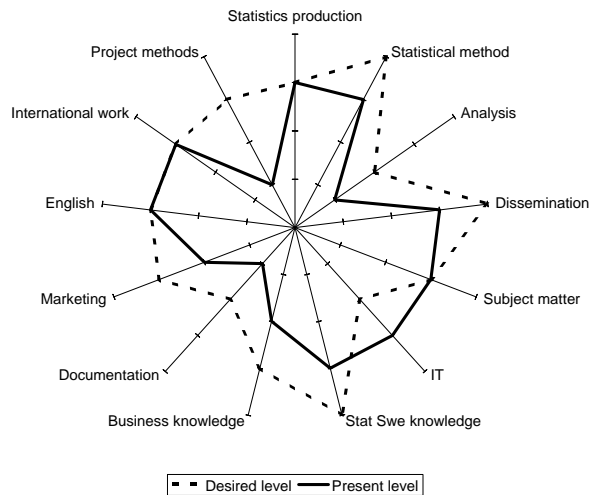 Statistics production
Project methods
Statistical method
International work
Analysis
English
Dissemination
Marketing
Subject matter
Documentation
IT
Business knowledge
Stat Swe knowledge
Desired level
Present level